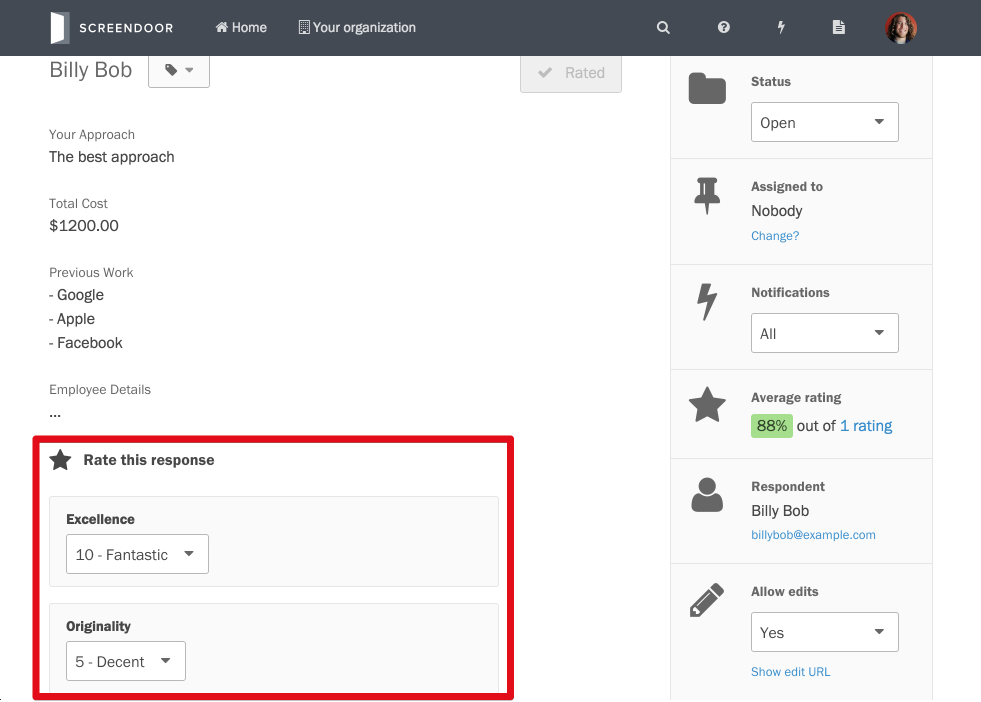 SCREENDOOR
Home
Your organization
Billy Bob
Rated
Your Approach
The best approach
Total Cost
$1200.00
Previous Work
- Google
- Apple
- Facebook
Employee Details
...
Rate this response
Excellence
10 - Fantastic
Originality
5 - Decent
Status
Open
Assigned to
Nobody
Change?
Notifications
All
Average rating
88% out of 1 rating
Respondent
Billy Bob
billybob@example.com
Allow edits
Yes
Show edit URL